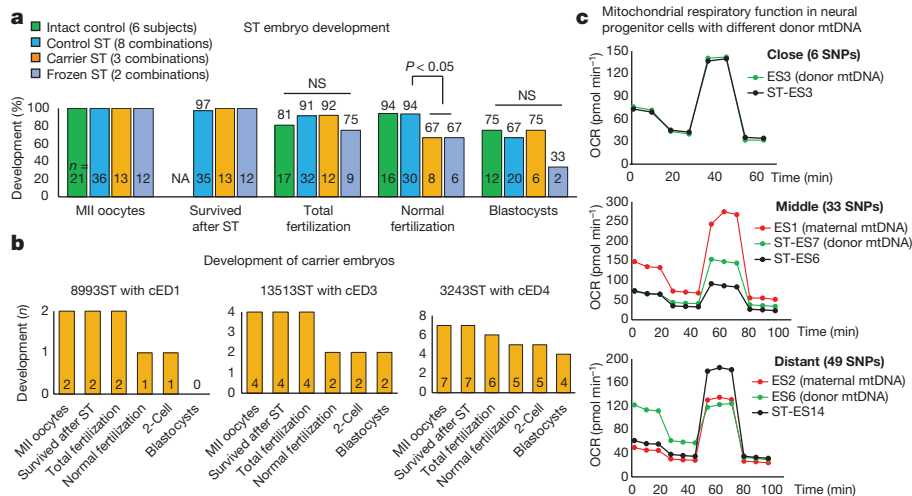 a
ST embryo development
Intact control (6 subjects)
Control ST (8 combinations)
Carrier ST (3 combinations)
Frozen ST (2 combinations)
Development (%)
100
80
60
40
20
0
n =
21 36 13 12
MII oocytes
NA
97
35 13 12
Survived
after ST
NS
81 91 92 75
17 32 12 9
Total
fertilization
P < 0.05
94 94 67 67
16 30 8 6
Normal
fertilization
NS
75 67 75 33
12 20 6 2
Blastocysts
b
Development of carrier embryos
8993ST with cED1
Development (n)
2
1
0
2 2 2 1 1 0
MII oocytes
Survived after ST
Total fertilization
Normal fertilization
2-Cell
Blastocysts
13513ST with cED3
4
3
2
1
0
4 4 4 2 2 2
MII oocytes
Survived after ST
Total fertilization
Normal fertilization
2-Cell
Blastocysts
3243ST with cED4
8
6
4
2
0
7 7 6 5 5 4
MII oocytes
Survived after ST
Total fertilization
Normal fertilization
2-Cell
Blastocysts
c
Mitochondrial respiratory function in neural
progenitor cells with different donor mtDNA
Close (6 SNPs)
ES3 (donor mtDNA)
ST-ES3
OCR (pmol min⁻¹)
150
120
90
60
30
0
0 20 40 60
Time (min)
Middle (33 SNPs)
ES1 (maternal mtDNA)
ST-ES7 (donor mtDNA)
ST-ES6
OCR (pmol min⁻¹)
300
250
200
150
100
50
0
0 20 40 60 80 100
Time (min)
Distant (49 SNPs)
ES2 (maternal mtDNA)
ES6 (donor mtDNA)
ST-ES14
OCR (pmol min⁻¹)
200
160
120
80
40
0
0 20 40 60 80 100
Time (min)